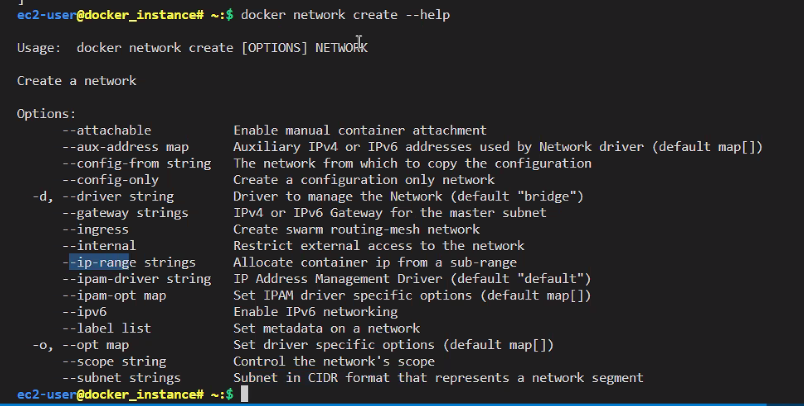 ]
ec2-user@docker_instance# ~:$ docker network create --help
Usage:  docker network create [OPTIONS] NETWORK
Create a network
Options:
      --attachable           Enable manual container attachment
      --aux-address map      Auxiliary IPv4 or IPv6 addresses used by Network driver (default map[])
      --config-from string   The network from which to copy the configuration
      --config-only          Create a configuration only network
  -d, --driver string        Driver to manage the Network (default "bridge")
      --gateway strings      IPv4 or IPv6 Gateway for the master subnet
      --ingress              Create swarm routing-mesh network
      --internal             Restrict external access to the network
      --ip-range strings     Allocate container ip from a sub-range
      --ipam-driver string   IP Address Management Driver (default "default")
      --ipam-opt map         Set IPAM driver specific options (default map[])
      --ipv6                 Enable IPv6 networking
      --label list           Set metadata on a network
  -o, --opt map              Set driver specific options (default map[])
      --scope string         Control the network's scope
      --subnet strings       Subnet in CIDR format that represents a network segment
ec2-user@docker_instance# ~:$